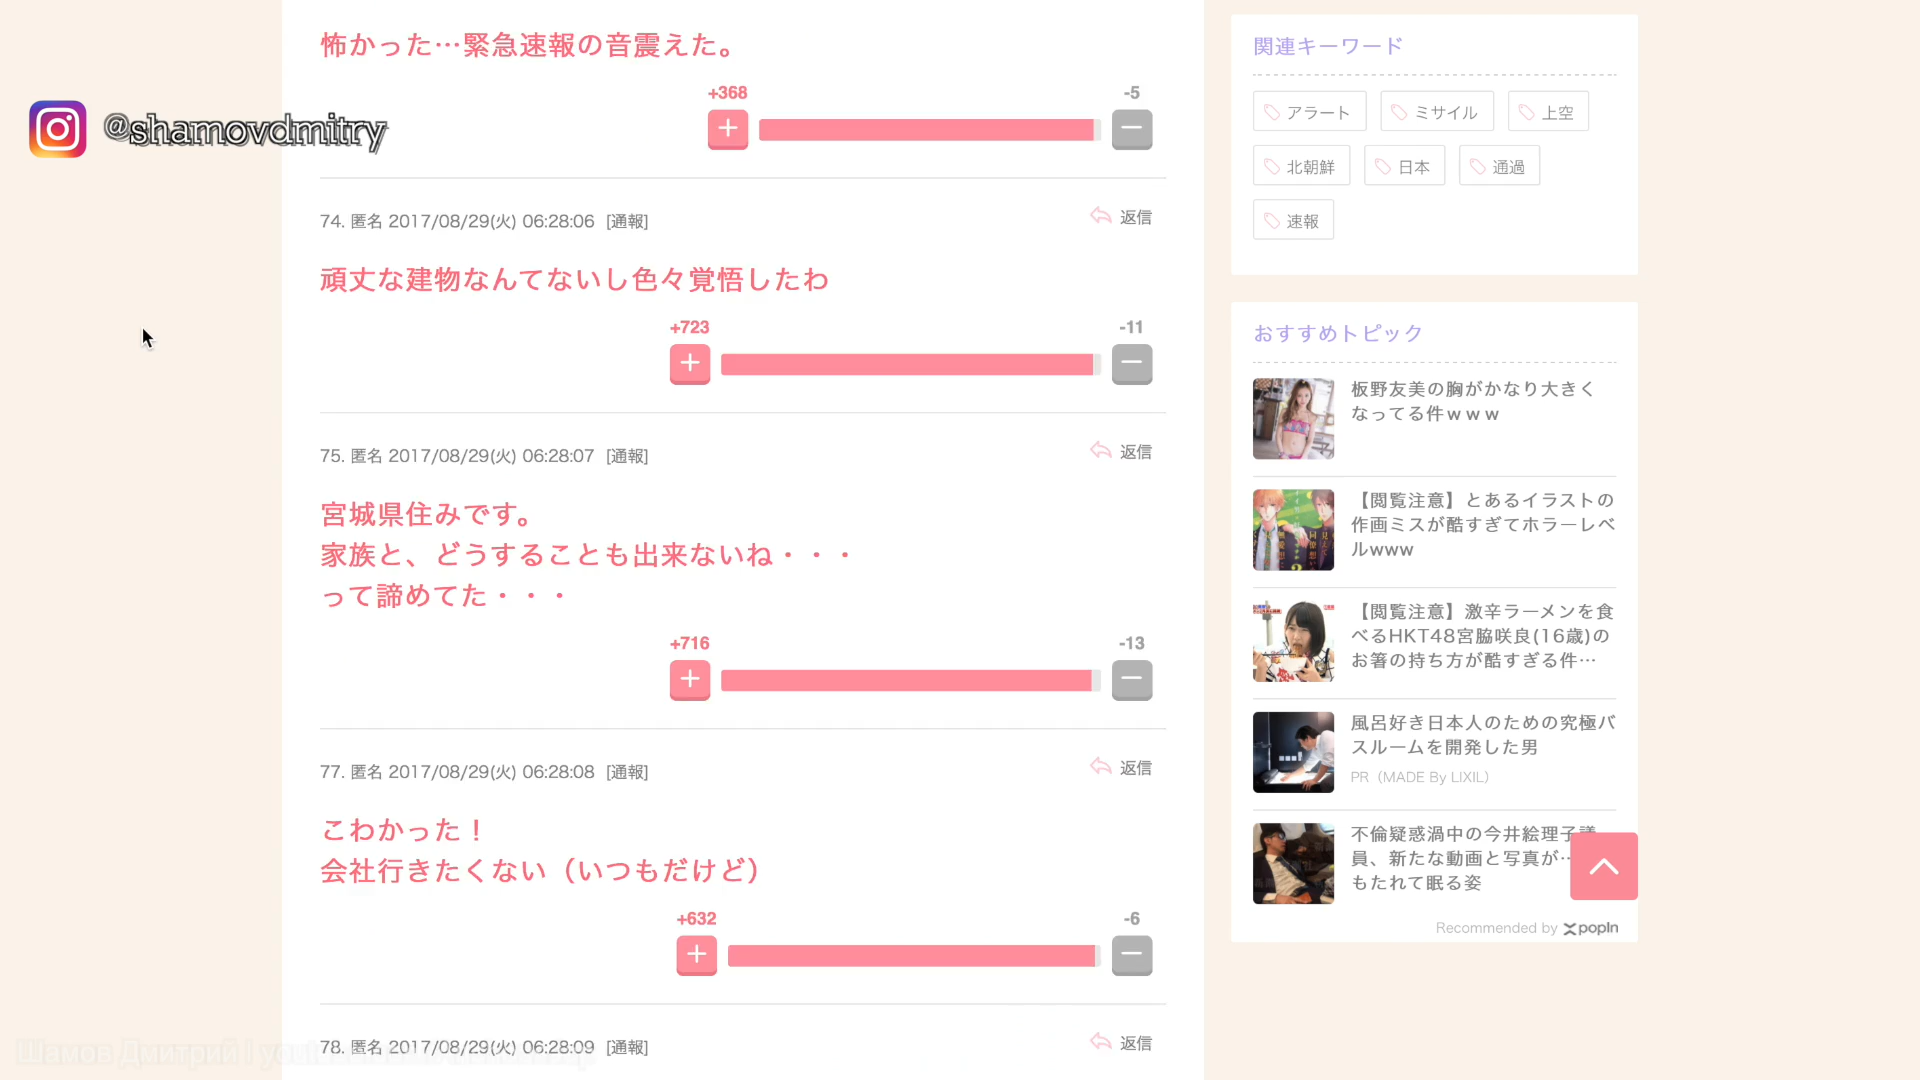 怖かった…緊急速報の音震えた。
+368
-5
@shamovdmitry
74. 匿名 2017/08/29(火) 06:28:06 [通報]
返信
頑丈な建物なんてないし色々覚悟したわ
+723
-11
75. 匿名 2017/08/29(火) 06:28:07 [通報]
返信
宮城県住みです。
家族と、どうすることも出来ないね・・・
って諦めてた・・・
+716
-13
77. 匿名 2017/08/29(火) 06:28:08 [通報]
返信
こわかった！
会社行きたくない（いつもだけど）
+632
-6
78. 匿名 2017/08/29(火) 06:28:09 [通報]
返信
Шамов Дмитрий
関連キーワード
アラート
ミサイル
上空
北朝鮮
日本
通過
速報
おすすめトピック
板野友美の胸がかなり大きく
なってる件ｗｗｗ
【閲覧注意】とあるイラストの
作画ミスが酷すぎてホラーレベ
ルwww
【閲覧注意】激辛ラーメンを食
べるHKT48宮脇咲良(16歳)の
お箸の持ち方が酷すぎる件…
風呂好き日本人のための究極バ
スルームを開発した男
PR（MADE By LIXIL）
不倫疑惑渦中の今井絵理子議
員、新たな動画と写真が…
もたれて眠る姿
Recommended by popIn